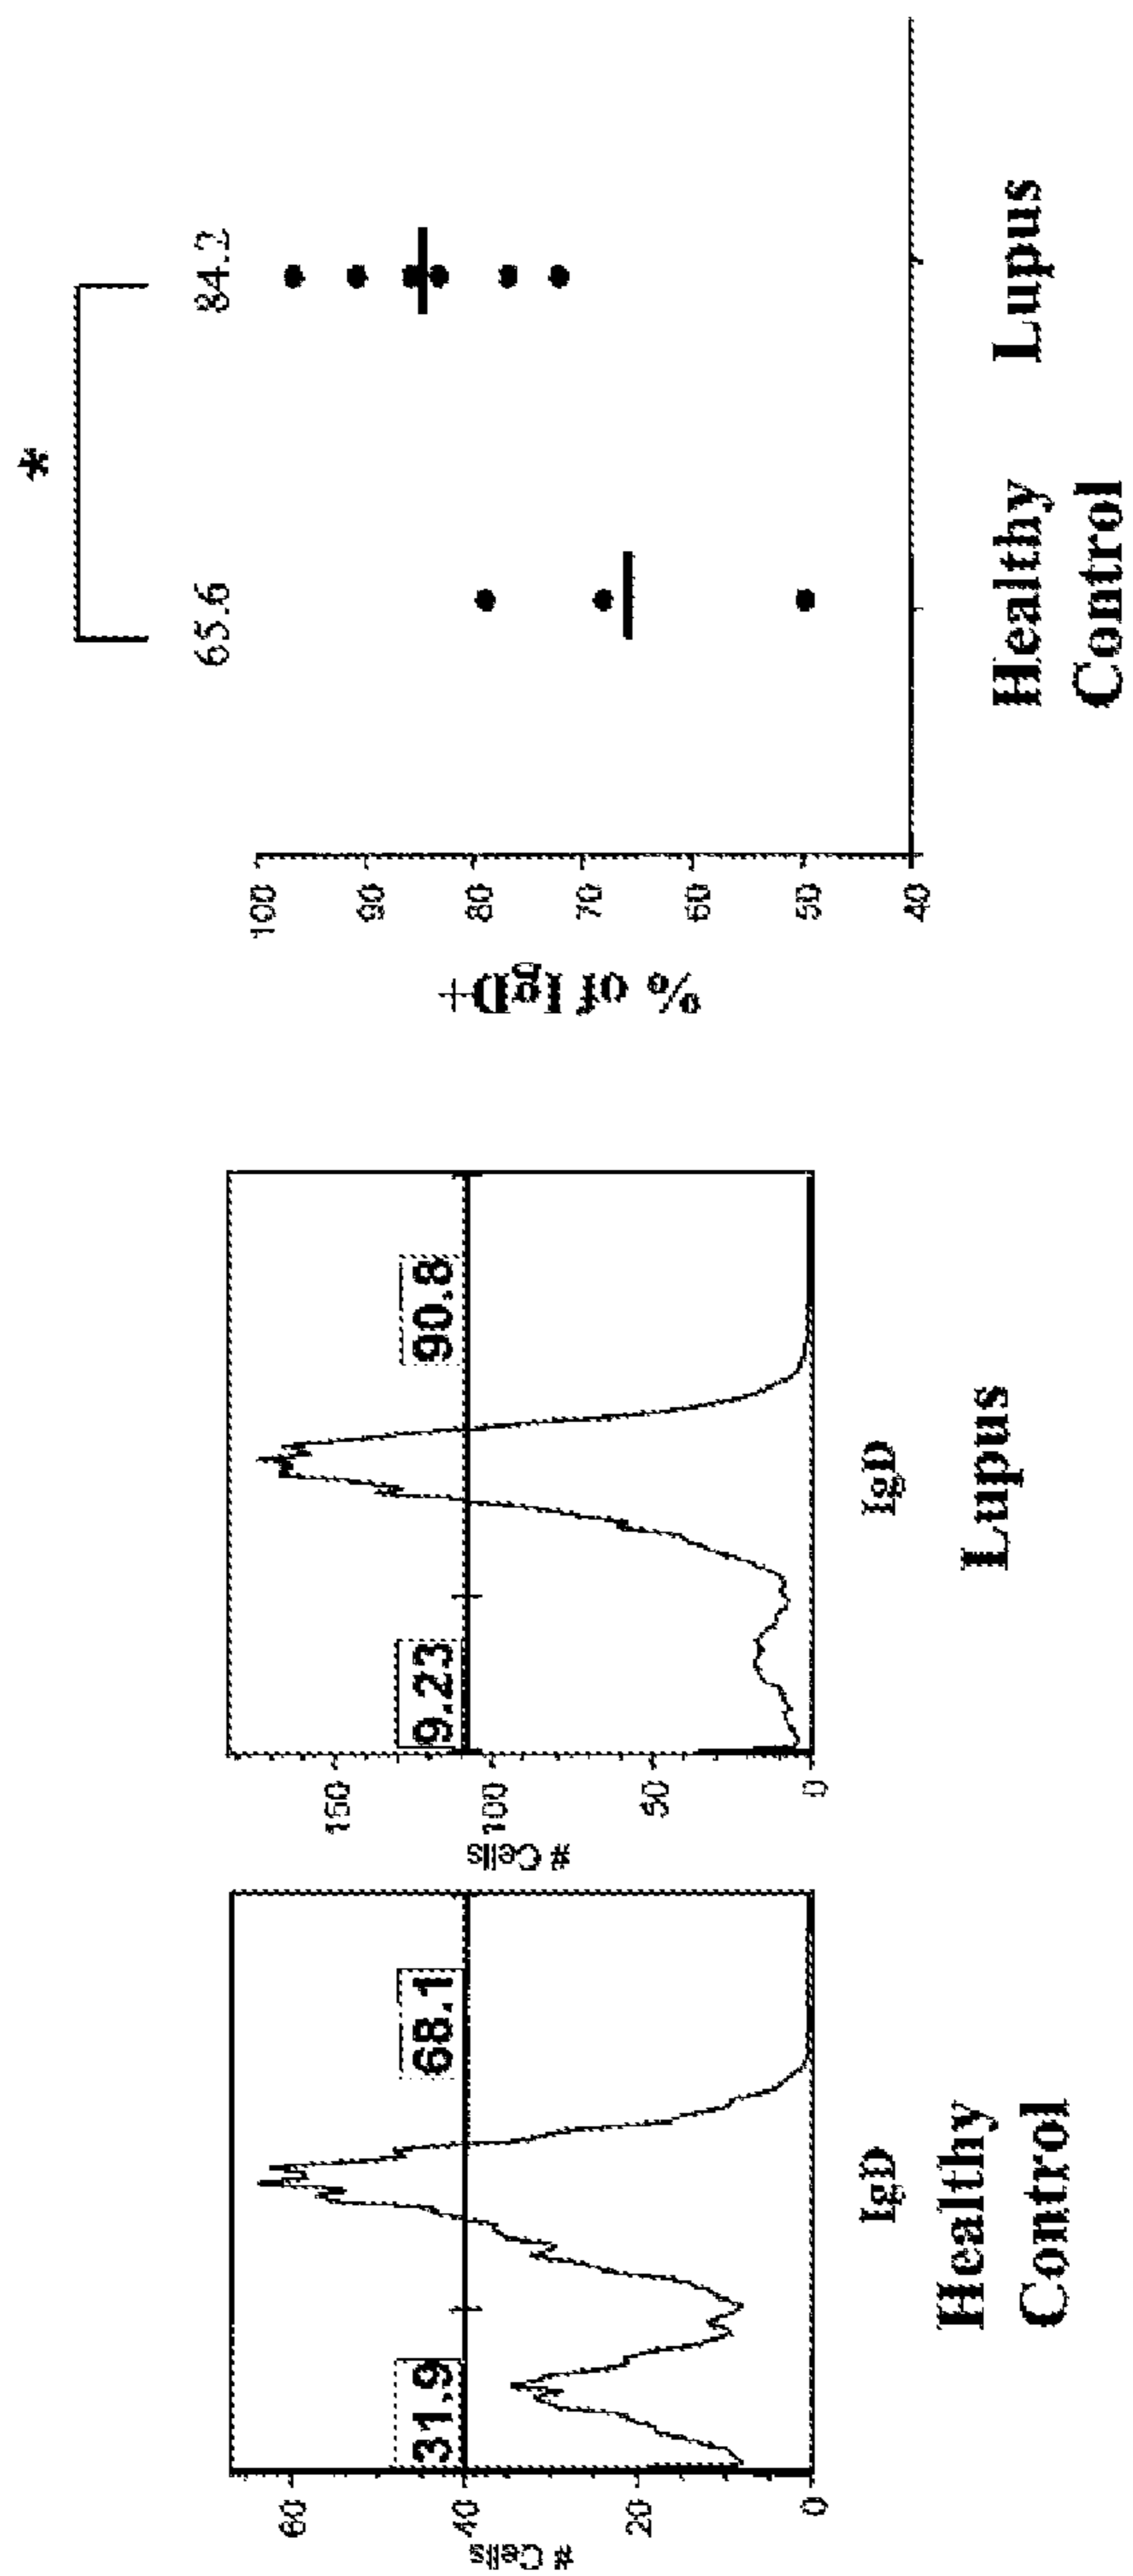 # Cells
60
40
20
0
31.9
68.1
IgD
Healthy
Control
# Cells
150
100
50
0
9.23
90.8
IgD
Lupus
*
65.6
84.2
% of IgD+
100
90
80
70
60
50
40
Healthy
Control
Lupus